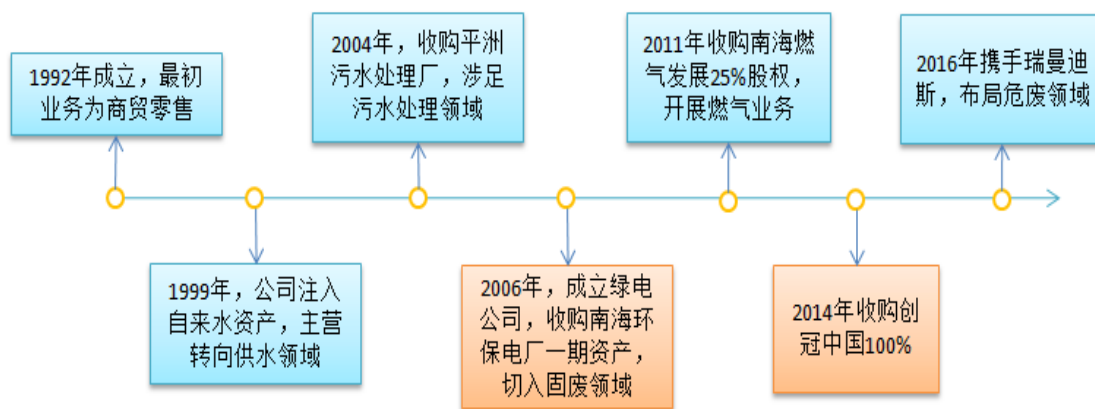 1992年成立，最初
业务为商贸零售
2004年，收购平洲
污水处理厂，涉足
污水处理领域
2011年收购南海燃
气发展25%股权，
开展燃气业务
2016年携手瑞曼迪
斯，布局危废领域
1999年，公司注入
自来水资产，主营
转向供水领域
2006年，成立绿电
公司，收购南海环
保电厂一期资产，
切入固废领域
2014年收购创
冠中国100%